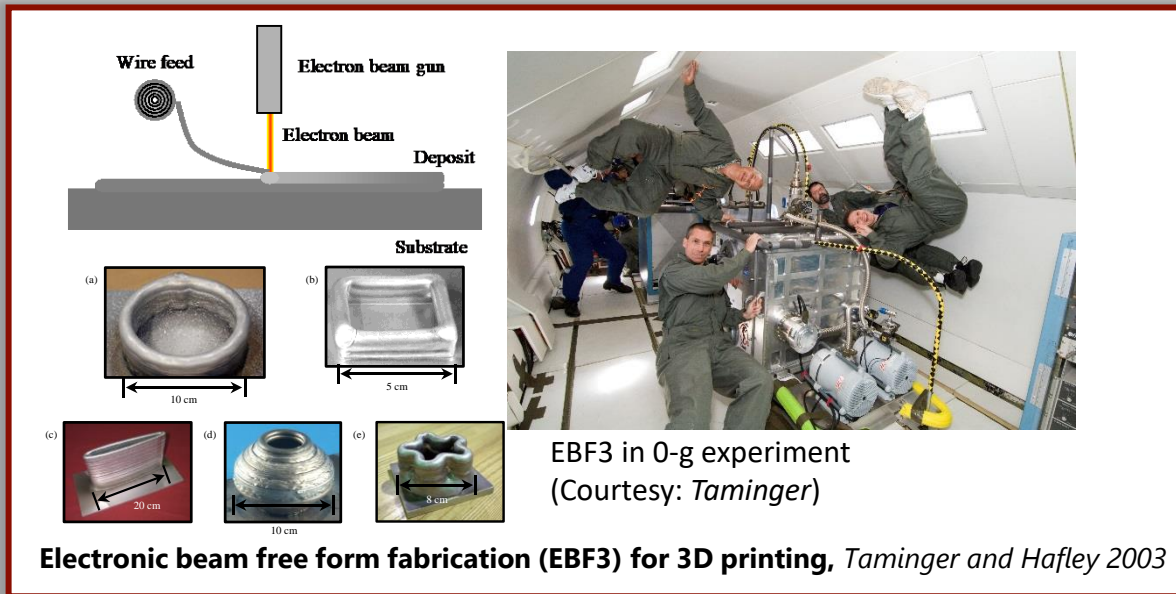 Wire feed
Electron beam gun
Electron beam
Deposit
Substrate
(a)
10 cm
(b)
5 cm
(c)
20 cm
(d)
10 cm
(e)
8 cm
EBF3 in 0-g experiment
(Courtesy: Taminger)
Electronic beam free form fabrication (EBF3) for 3D printing, Taminger and Hafley 2003